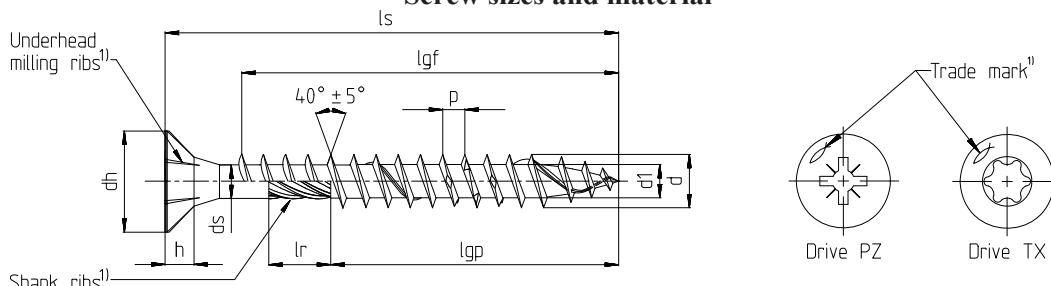 Screw sizes and material
ls
Underhead
milling ribs1)
lgf
40° ±5°
p
Trade mark1)
dh
ds
d1
d
h
lr
lgp
Drive PZ
Drive TX
Shank ribs1)